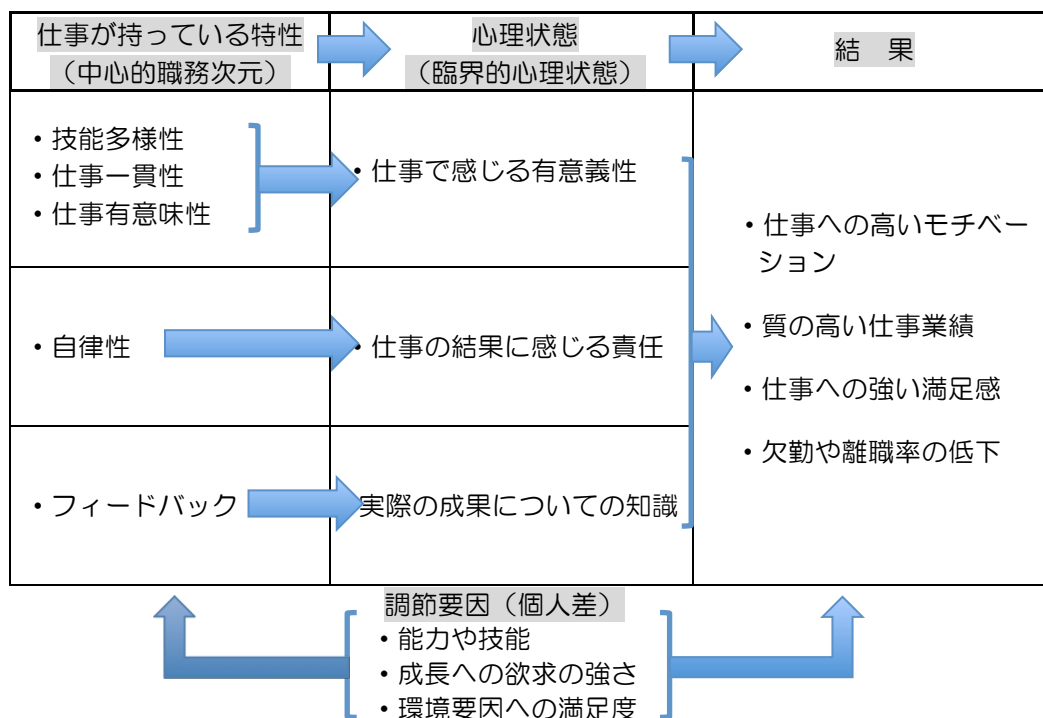 仕事が持っている特性
(中心的職務次元)
心理状態
(臨界的心理状態)
結　果
・技能多様性
・仕事一貫性
・仕事有意味性
・仕事で感じる有意義性
・自律性
・仕事の結果に感じる責任
・フィードバック
実際の成果についての知識
・仕事への高いモチベー
ション
・質の高い仕事業績
・仕事への強い満足感
・欠勤や離職率の低下
調節要因（個人差）
・能力や技能
・成長への欲求の強さ
・環境要因への満足度